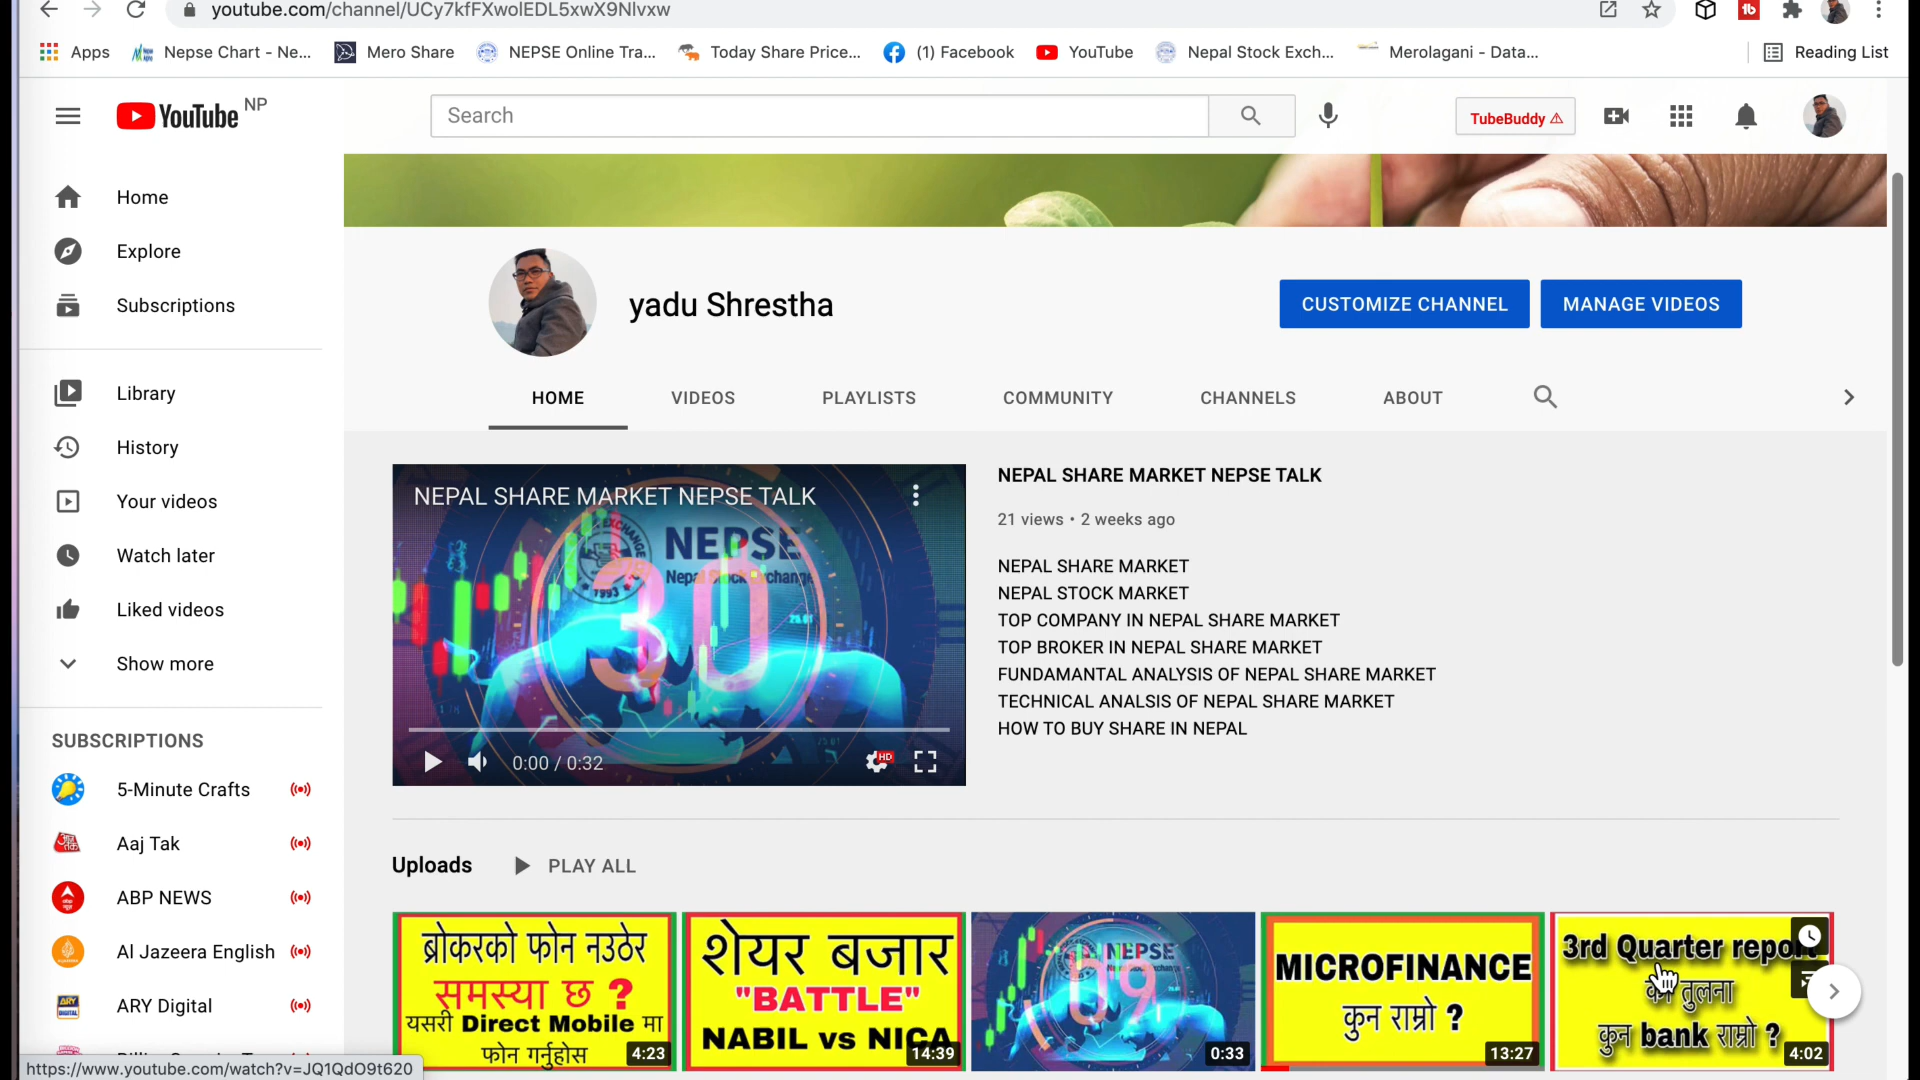 youtube.com/channel/UCy7kfFXwolEDL5xwX9Nlvxw
Apps
Nepse Chart - Ne...
Mero Share
NEPSE Online Tra...
Today Share Price...
(1) Facebook
YouTube
Nepal Stock Exch...
Merolagani - Data...
Reading List
YouTube NP
Search
TubeBuddy
Home
Explore
Subscriptions
Library
History
Your videos
Watch later
Liked videos
Show more
SUBSCRIPTIONS
5-Minute Crafts
Aaj Tak
ABP NEWS
Al Jazeera English
ARY Digital
https://www.youtube.com/watch?v=JQ1QdO9t620
yadu Shrestha
CUSTOMIZE CHANNEL
MANAGE VIDEOS
HOME
VIDEOS
PLAYLISTS
COMMUNITY
CHANNELS
ABOUT
NEPAL SHARE MARKET NEPSE TALK
NEPSE
Nepal Stock Exchange
1993
30
0:00 / 0:32
HD
NEPAL SHARE MARKET NEPSE TALK
21 views • 2 weeks ago
NEPAL SHARE MARKET
NEPAL STOCK MARKET
TOP COMPANY IN NEPAL SHARE MARKET
TOP BROKER IN NEPAL SHARE MARKET
FUNDAMANTAL ANALYSIS OF NEPAL SHARE MARKET
TECHNICAL ANALSIS OF NEPAL SHARE MARKET
HOW TO BUY SHARE IN NEPAL
Uploads
PLAY ALL
ब्रोकरको फोन नउठेर
समस्या छ ?
यसरी Direct Mobile मा
फोन गर्नुहोस
4:23
शेयर बजार
"BATTLE"
NABIL vs NICA
14:39
NEPSE
09
0:33
MICROFINANCE
कुन राम्रो ?
13:27
3rd Quarter report
तुलना
कुन bank राम्रो ?
4:02